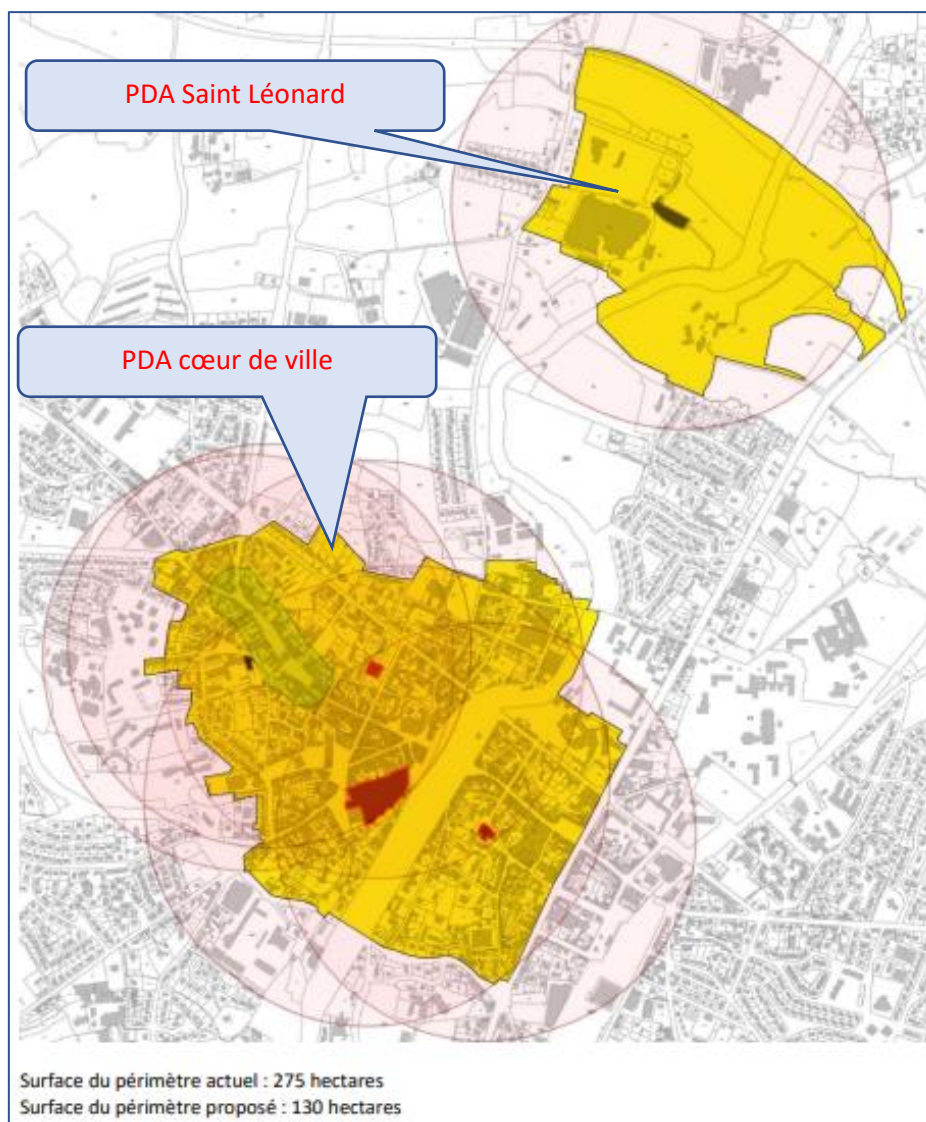 PDA Saint Léonard
PDA cœur de ville
Surface du périmètre actuel : 275 hectares
Surface du périmètre proposé : 130 hectares